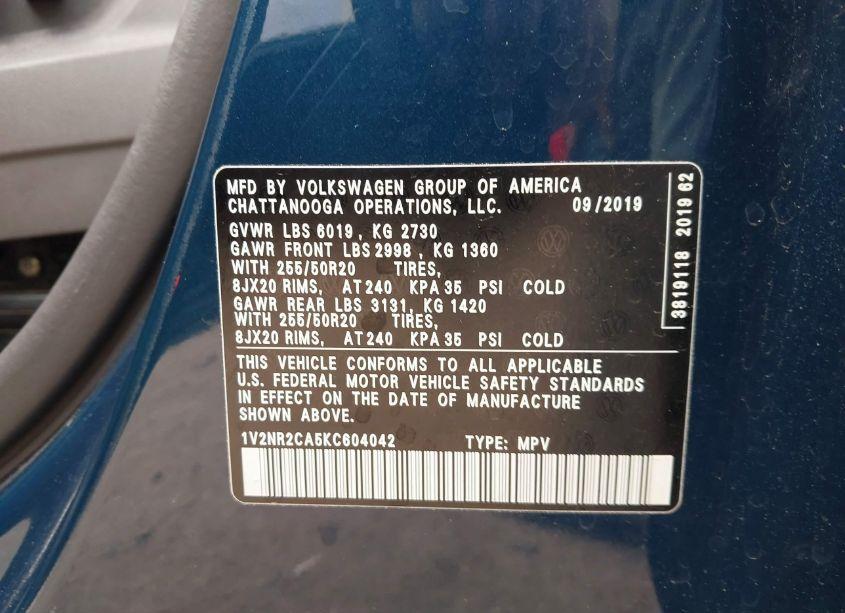 MFD BY VOLKSWAGEN GROUP OF AMERICA
CHATTANOOGA OPERATIONS, LLC. 09/2019
GVWR LBS 6019 , KG 2730
GAWR FRONT LBS 2998 , KG 1360
WITH 255/50R20 TIRES,
8JX20 RIMS, AT 240 KPA 35 PSI COLD
GAWR REAR LBS 3131, KG 1420
WITH 255/50R20 TIRES,
8JX20 RIMS, AT 240 KPA 35 PSI COLD
THIS VEHICLE CONFORMS TO ALL APPLICABLE
U.S. FEDERAL MOTOR VEHICLE SAFETY STANDARDS
IN EFFECT ON THE DATE OF MANUFACTURE
SHOWN ABOVE.
1V2NR2CA5KC604042 TYPE: MPV
3819118 2019 62